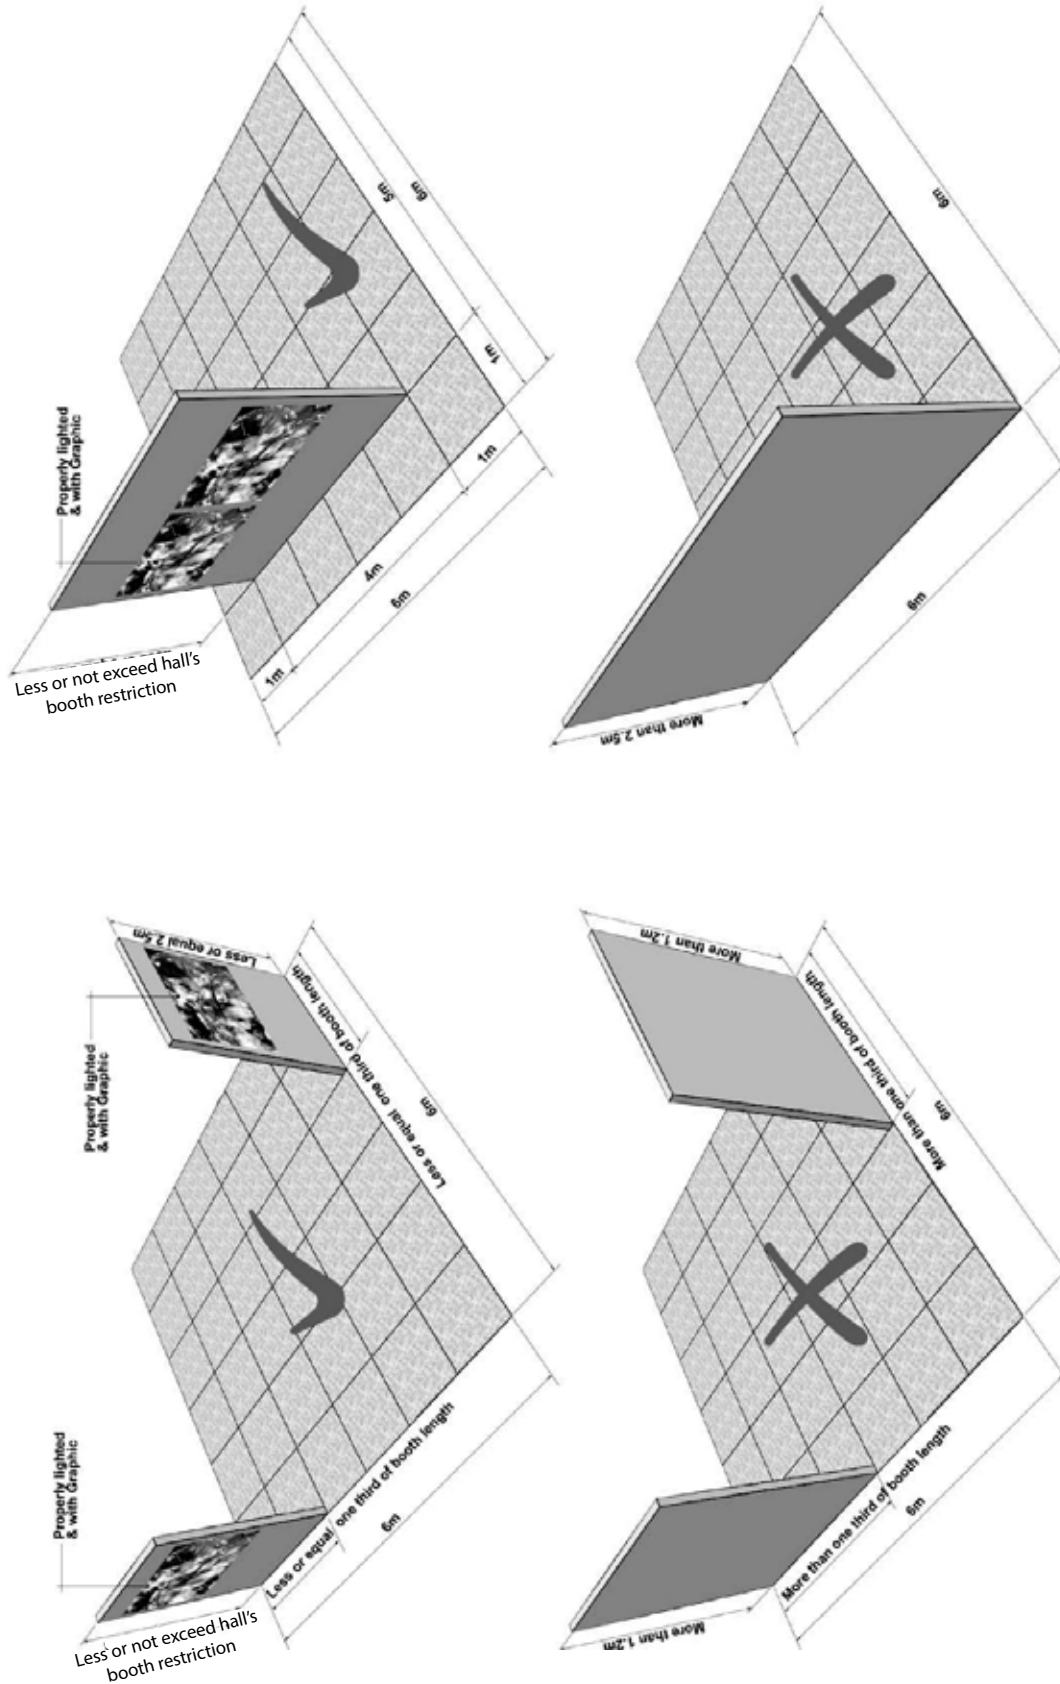 Properly lighted
& with Graphic
6m
5m
1m
1m
4m
6m
1m
Less or not exceed hall's
booth restriction
6m
6m
More than 2.5m
Properly lighted
& with Graphic
Less or equal 2.5m
Less or equal one third of booth length
6m
Properly lighted
& with Graphic
Less or equal one third of booth length
6m
Less or not exceed hall's
booth restriction
More than 1.2m
More than one third of booth length
6m
More than one third of booth length
6m
More than 1.2m